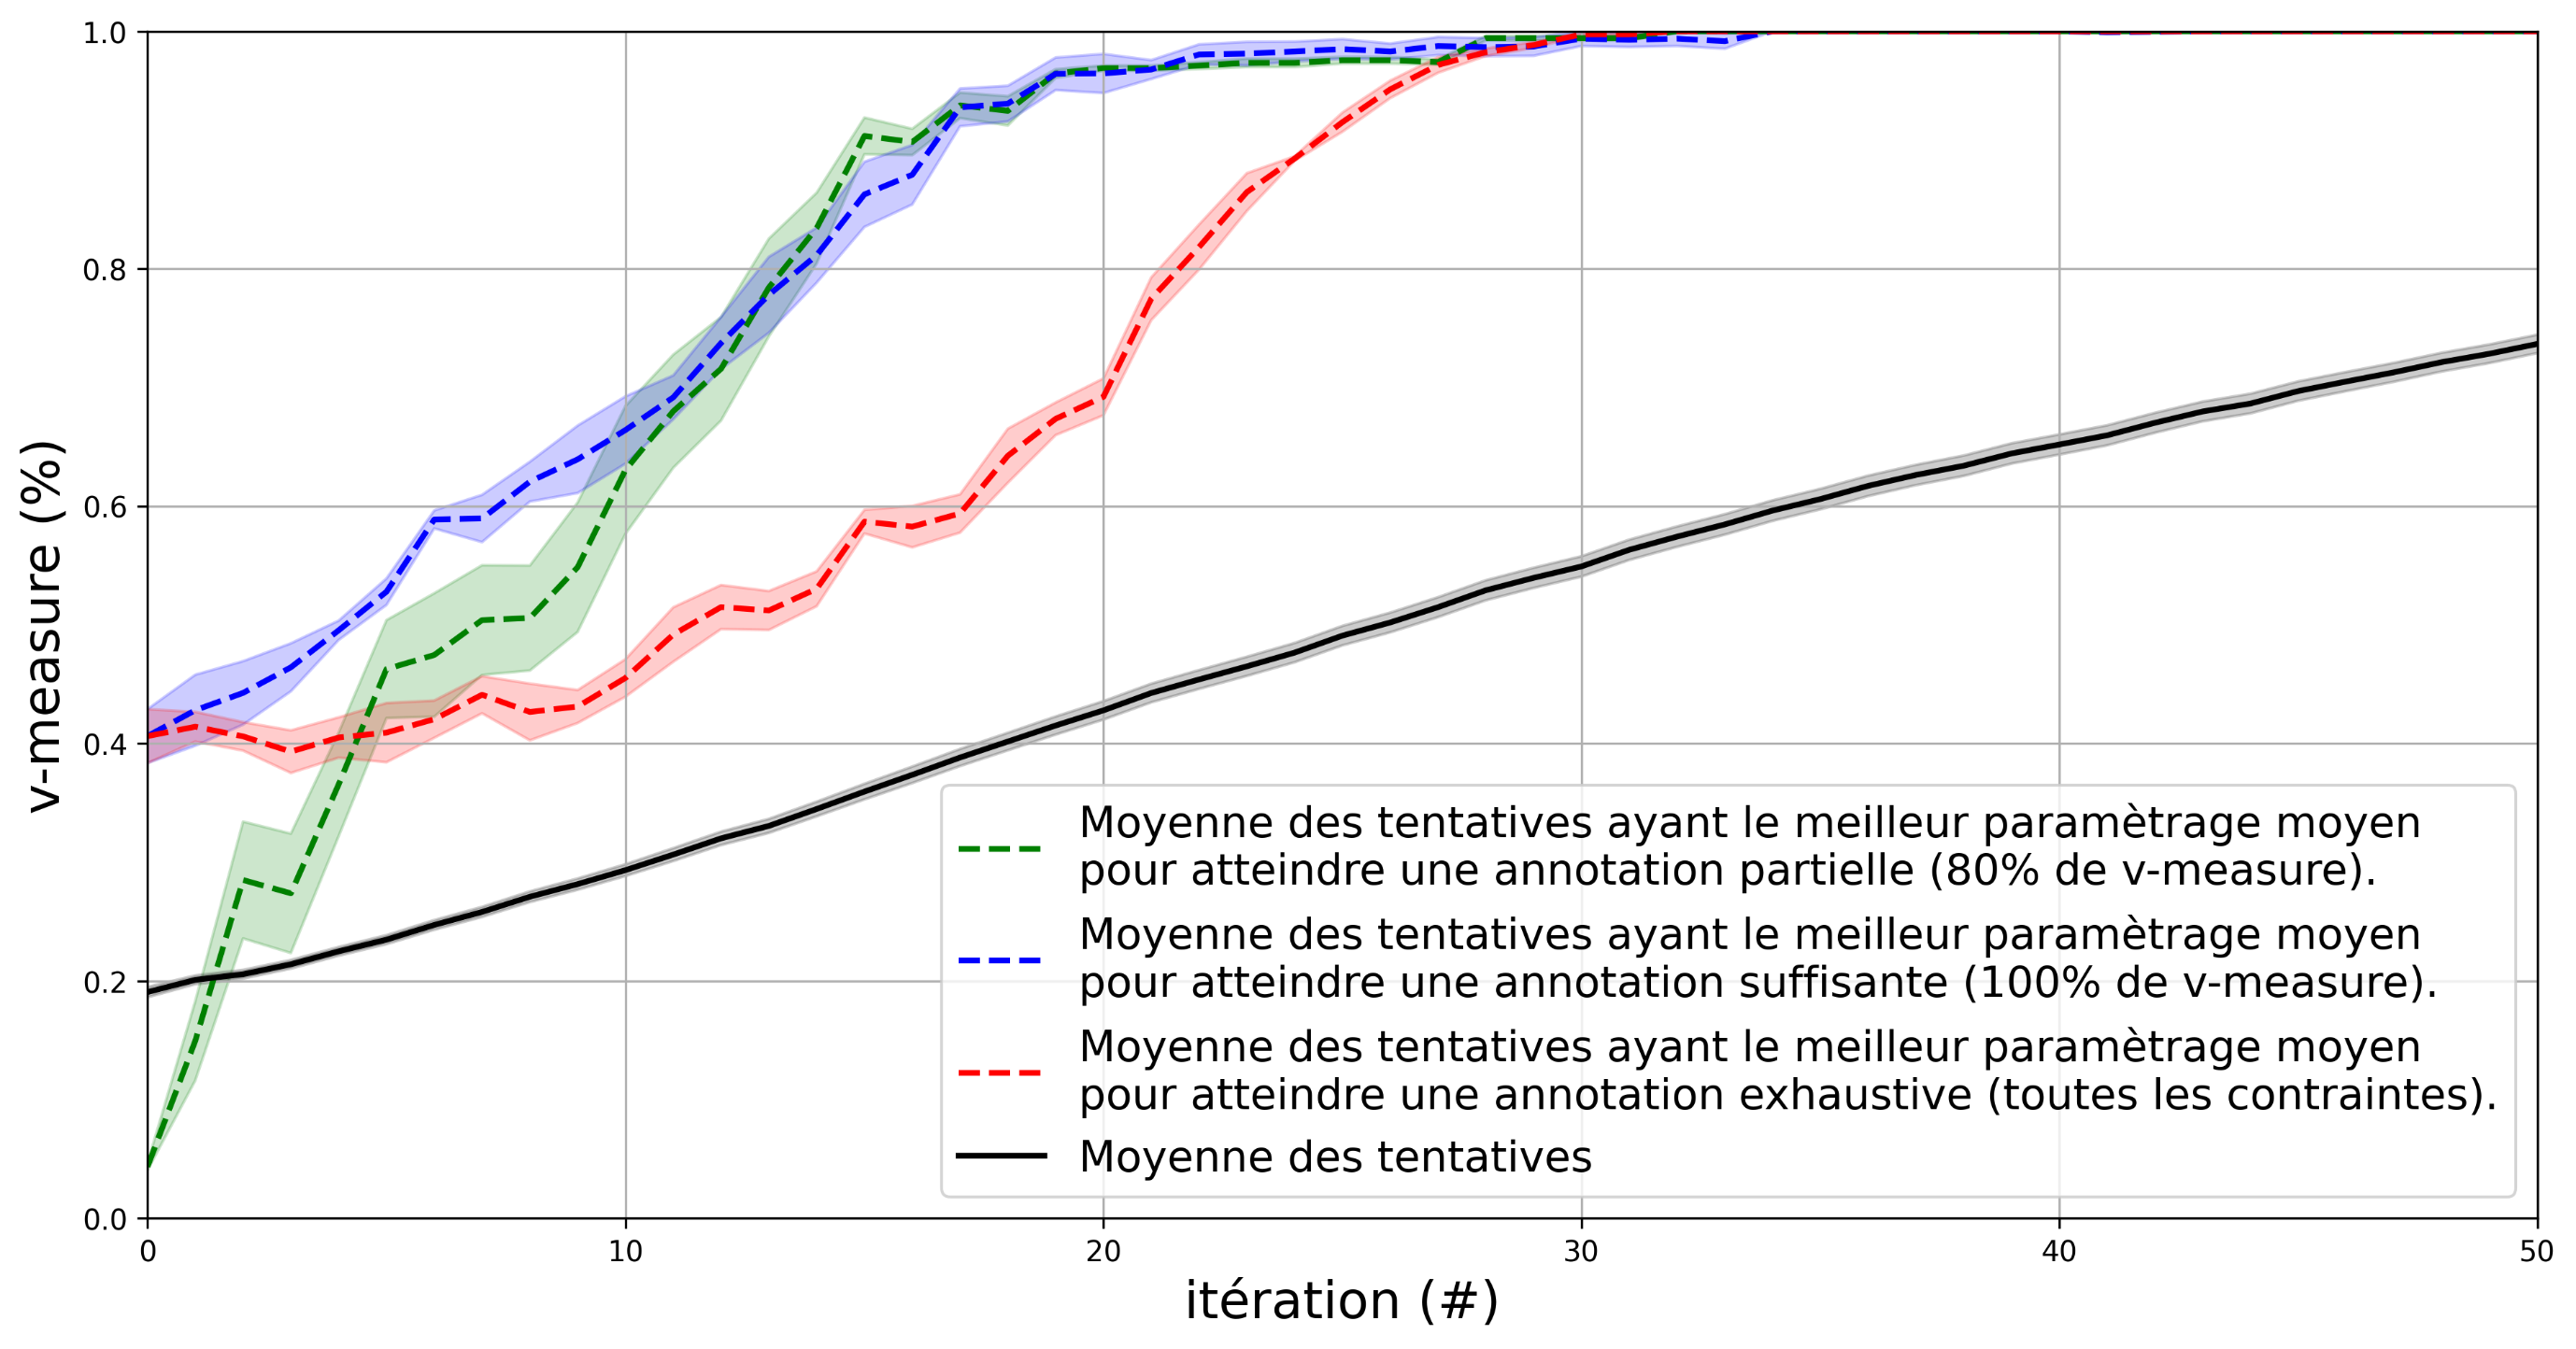 1.0
0.8
0.6
0.4
0.2
0.0
v-measure (%)
0 10 20 30 40 50
itération (#)
Moyenne des tentatives ayant le meilleur paramètrage moyen
pour atteindre une annotation partielle (80% de v-measure).
Moyenne des tentatives ayant le meilleur paramètrage moyen
pour atteindre une annotation suffisante (100% de v-measure).
Moyenne des tentatives ayant le meilleur paramètrage moyen
pour atteindre une annotation exhaustive (toutes les contraintes).
Moyenne des tentatives